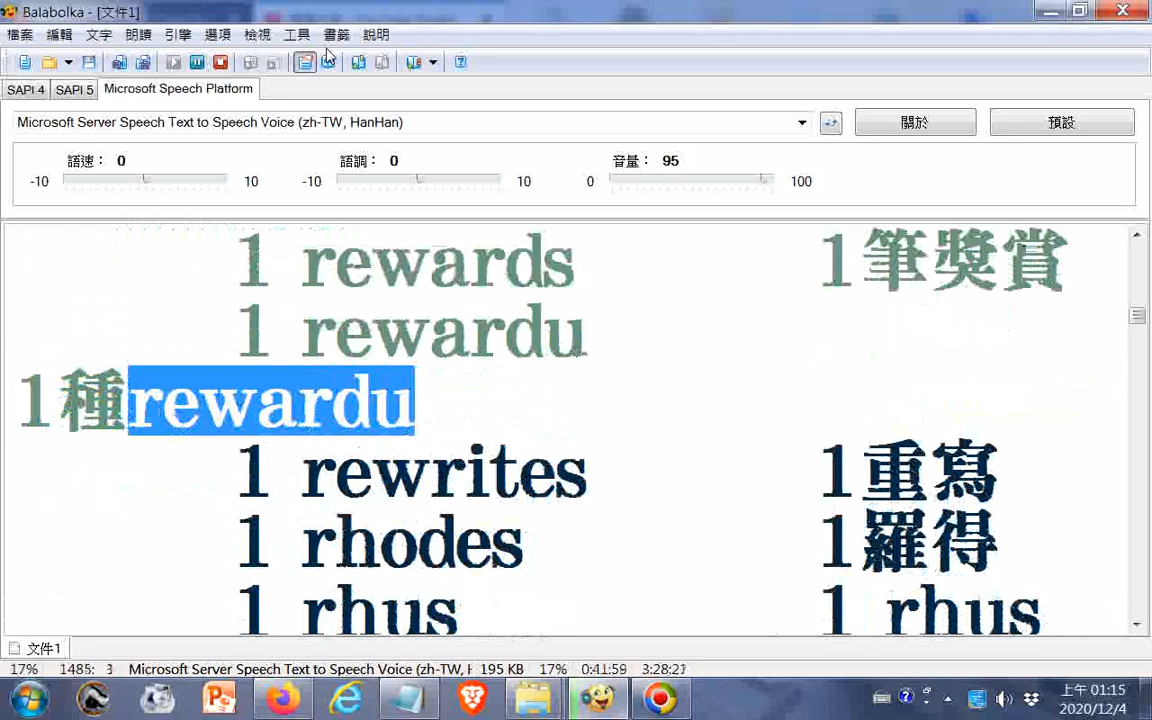 Balabolka - [文件1]
檔案 編輯 文字 朗讀 引擎 選項 檢視 工具 書籤 說明
SAPI 4 SAPI 5 Microsoft Speech Platform
Microsoft Server Speech Text to Speech Voice (zh-TW, HanHan) 關於 預設
語速： 0 語調： 0 音量： 95
-10 10 -10 10 0 100
1 rewards 1筆獎賞
1 rewardu
1種rewardu
1 rewrites 1重寫
1 rhodes 1羅得
1 rhus 1 rhus
文件1
17% 1485: 3 Microsoft Server Speech Text to Speech Voice (zh-TW, 195 KB 17% 0:41:59 3:28:21
上午 01:15
2020/12/4